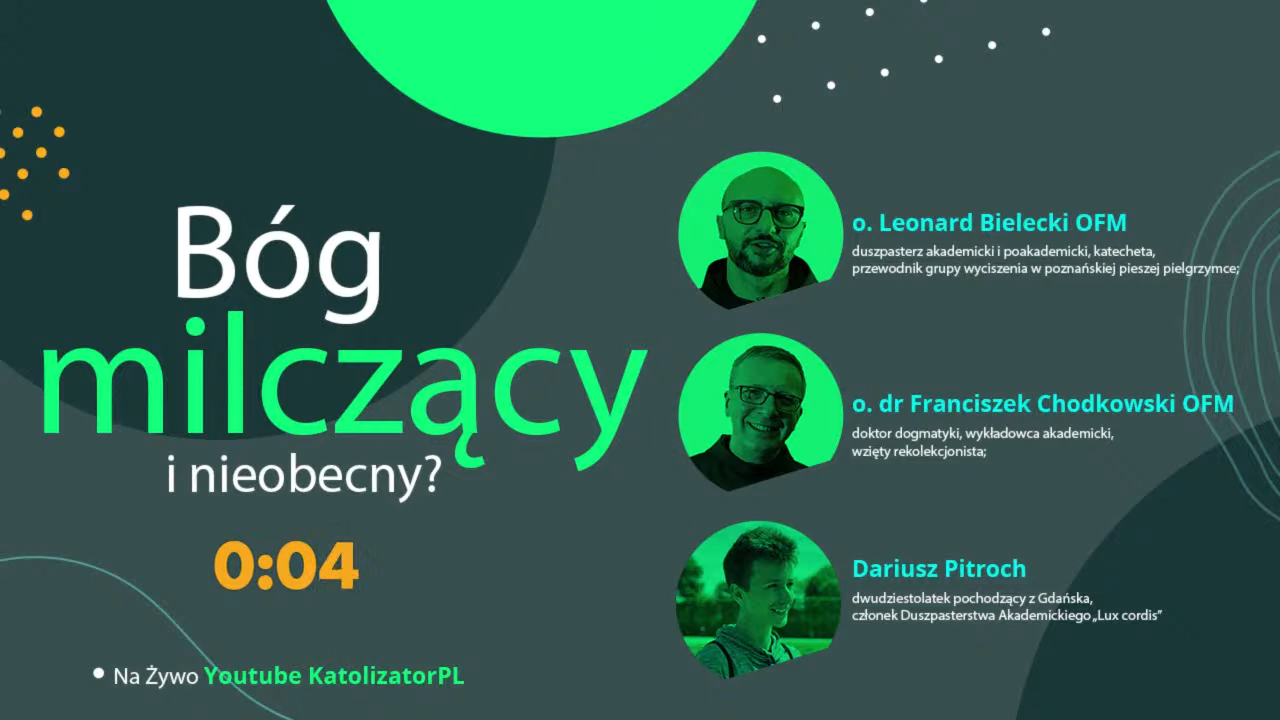 Bóg
milczący
i nieobecny?
0:04
Na Żywo Youtube KatolizatorPL
o. Leonard Bielecki OFM
duszpasterz akademicki i poakademicki, katecheta,
przewodnik grupy wyciszenia w poznańskiej pieszej pielgrzymce;
o. dr Franciszek Chodkowski OFM
doktor dogmatyki, wykładowca akademicki,
wzięty rekolekcjonista;
Dariusz Pitroch
dwudziestolatek pochodzący z Gdańska,
członek Duszpasterstwa Akademickiego „Lux cordis”